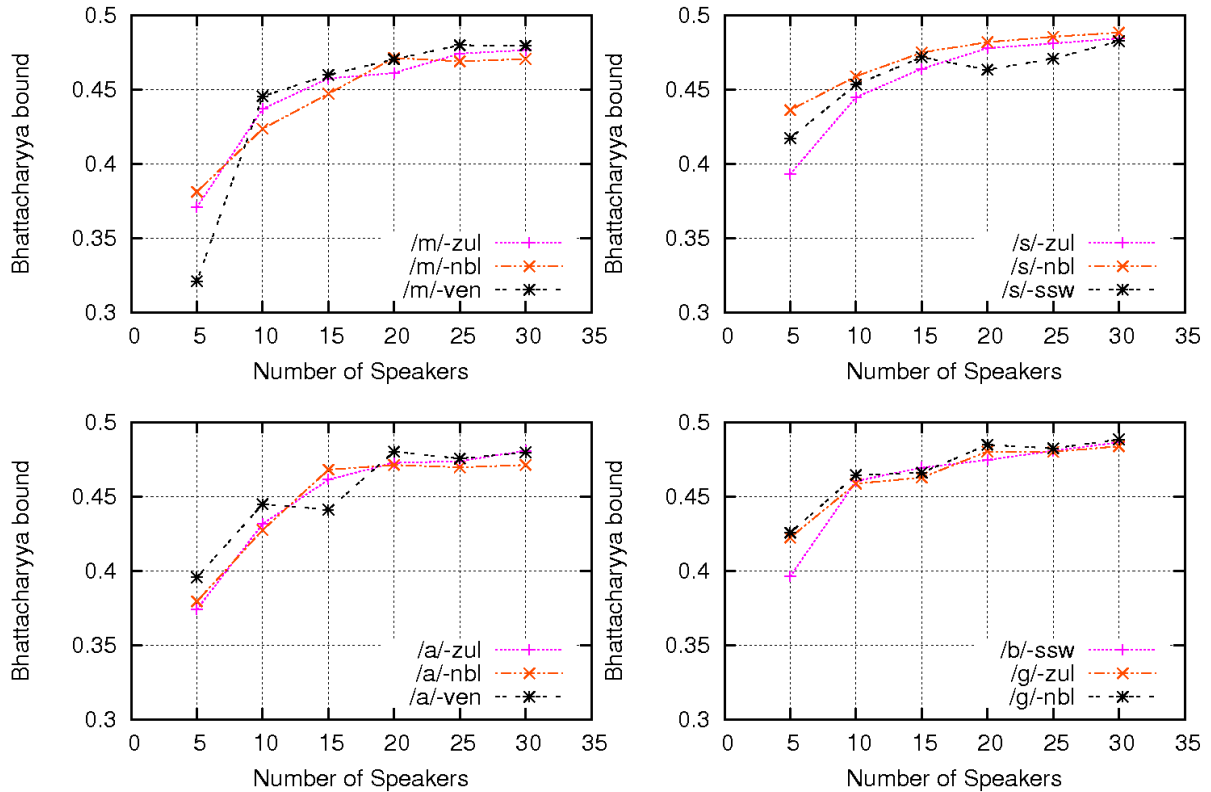 Bhattacharyya bound
0.5
0.45
0.4
0.35
0.3
/m/-zul
/m/-nbl
/m/-ven
0 5 10 15 20 25 30 35
Number of Speakers
Bhattacharyya bound
0.5
0.45
0.4
0.35
0.3
/s/-zul
/s/-nbl
/s/-ssw
0 5 10 15 20 25 30 35
Number of Speakers
Bhattacharyya bound
0.5
0.45
0.4
0.35
0.3
/a/-zul
/a/-nbl
/a/-ven
0 5 10 15 20 25 30 35
Number of Speakers
Bhattacharyya bound
0.5
0.45
0.4
0.35
0.3
/b/-ssw
/g/-zul
/g/-nbl
0 5 10 15 20 25 30 35
Number of Speakers